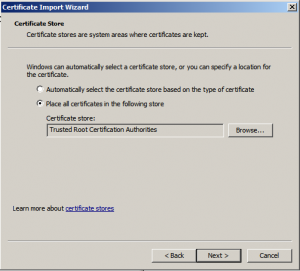 Certificate Import Wizard
Certificate Store
Certificate stores are system areas where certificates are kept.
Windows can automatically select a certificate store, or you can specify a location for
the certificate.
Automatically select the certificate store based on the type of certificate
Place all certificates in the following store
Certificate store:
Trusted Root Certification Authorities
Browse...
Learn more about certificate stores
< Back
Next >
Cancel